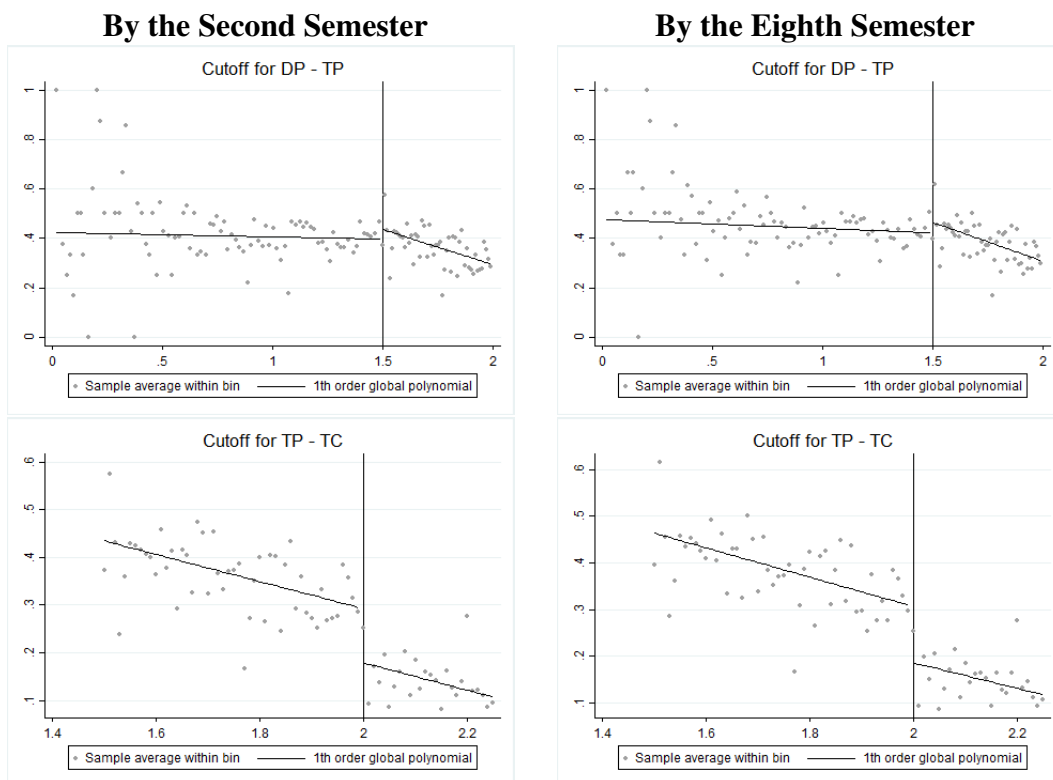 By the Second Semester
By the Eighth Semester
Cutoff for DP - TP
1
.8
.6
.4
.2
0
0 .5 1 1.5 2
Sample average within bin 1th order global polynomial
Cutoff for DP - TP
1
.8
.6
.4
.2
0
0 .5 1 1.5 2
Sample average within bin 1th order global polynomial
Cutoff for TP - TC
.6
.5
.4
.3
.2
.1
1.4 1.6 1.8 2 2.2
Sample average within bin 1th order global polynomial
Cutoff for TP - TC
.6
.5
.4
.3
.2
.1
1.4 1.6 1.8 2 2.2
Sample average within bin 1th order global polynomial